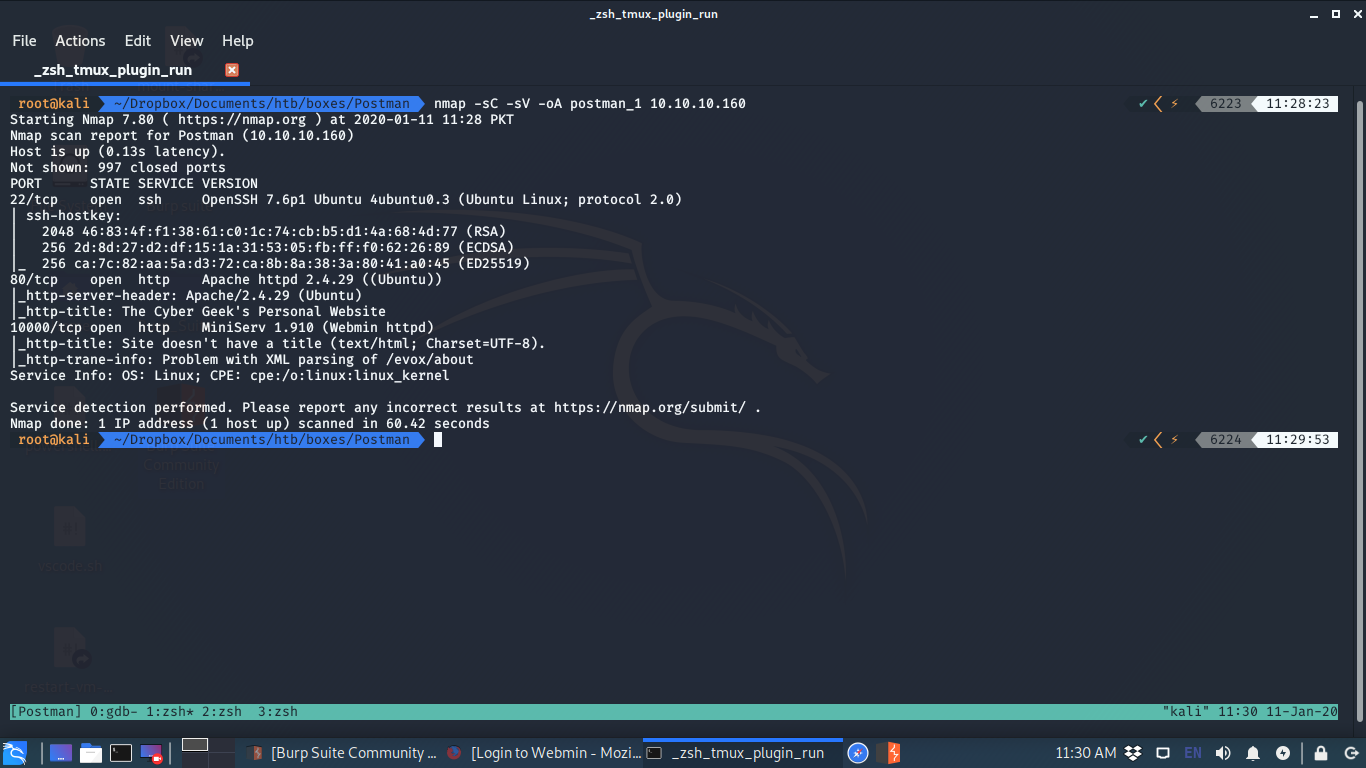 _zsh_tmux_plugin_run
File Actions Edit View Help
_zsh_tmux_plugin_run
root@kali ~/Dropbox/Documents/htb/boxes/Postman nmap -sC -sV -oA postman_1 10.10.10.160 ✔ ⚡ 6223 11:28:23
Starting Nmap 7.80 ( https://nmap.org ) at 2020-01-11 11:28 PKT
Nmap scan report for Postman (10.10.10.160)
Host is up (0.13s latency).
Not shown: 997 closed ports
PORT STATE SERVICE VERSION
22/tcp open ssh OpenSSH 7.6p1 Ubuntu 4ubuntu0.3 (Ubuntu Linux; protocol 2.0)
| ssh-hostkey:
| 2048 46:83:4f:f1:38:61:c0:1c:74:cb:b5:d1:4a:68:4d:77 (RSA)
| 256 2d:8d:27:d2:df:15:1a:31:53:05:fb:ff:f0:62:26:89 (ECDSA)
|_ 256 ca:7c:82:aa:5a:d3:72:ca:8b:8a:38:3a:80:41:a0:45 (ED25519)
80/tcp open http Apache httpd 2.4.29 ((Ubuntu))
|_http-server-header: Apache/2.4.29 (Ubuntu)
|_http-title: The Cyber Geek's Personal Website
10000/tcp open http MiniServ 1.910 (Webmin httpd)
|_http-title: Site doesn't have a title (text/html; Charset=UTF-8).
|_http-trane-info: Problem with XML parsing of /evox/about
Service Info: OS: Linux; CPE: cpe:/o:linux:linux_kernel
Service detection performed. Please report any incorrect results at https://nmap.org/submit/ .
Nmap done: 1 IP address (1 host up) scanned in 60.42 seconds
root@kali ~/Dropbox/Documents/htb/boxes/Postman ✔ ⚡ 6224 11:29:53
Community
Edition
vscode.sh
restart-vm-...
[Postman] 0:gdb- 1:zsh* 2:zsh 3:zsh "kali" 11:30 11-Jan-20
[Burp Suite Community ... [Login to Webmin - Mozi... _zsh_tmux_plugin_run 11:30 AM EN